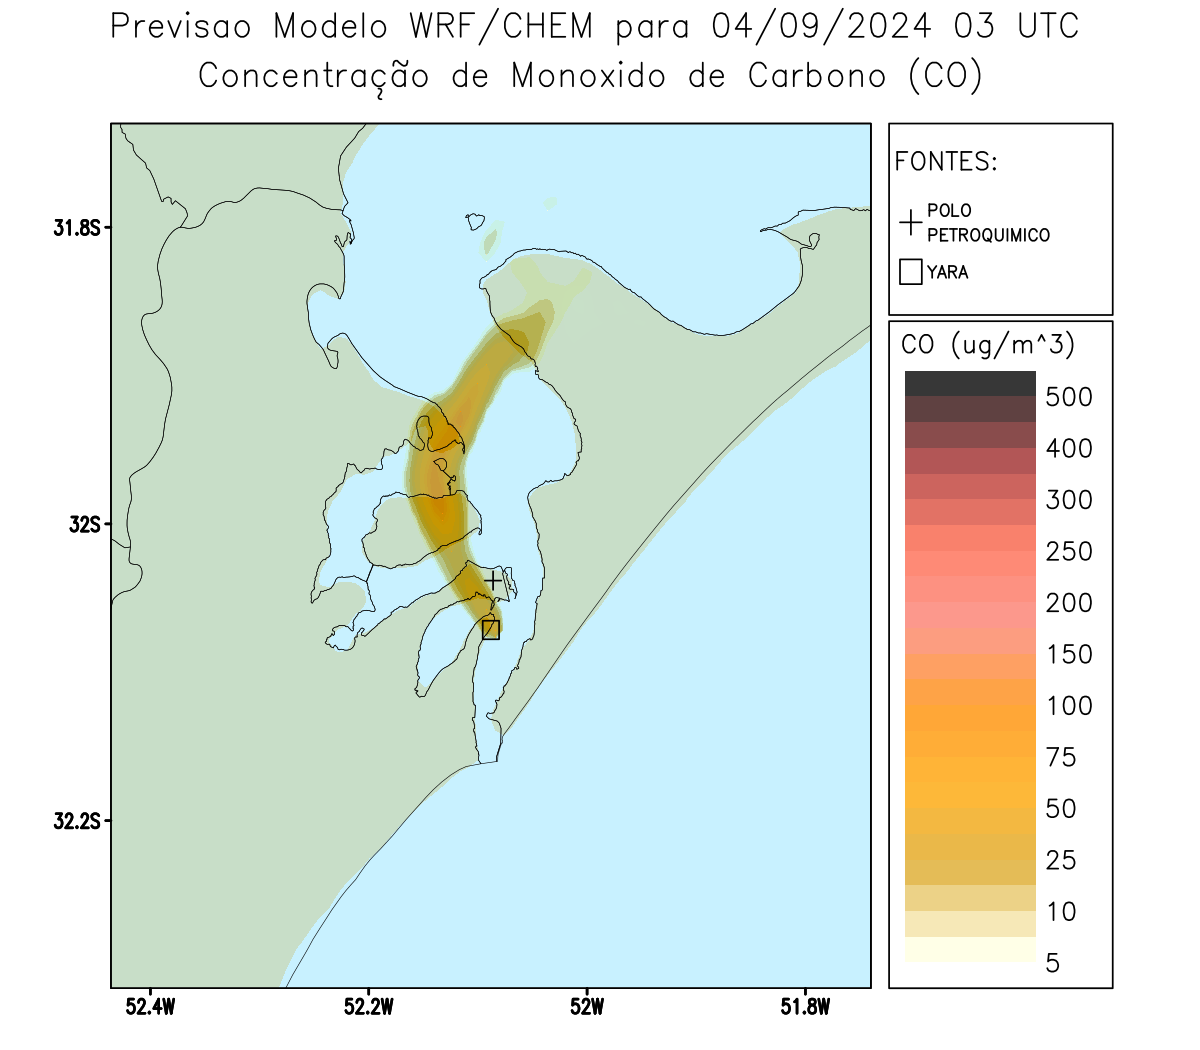 Previsao Modelo WRF/CHEM para 04/09/2024 03 UTC
Concentração de Monoxido de Carbono (CO)
FONTES:
POLO
PETROQUIMICO
YARA
CO (ug/m^3)
500
400
300
250
200
150
100
75
50
25
10
5
31.8S
32S
32.2S
52.4W
52.2W
52W
51.8W